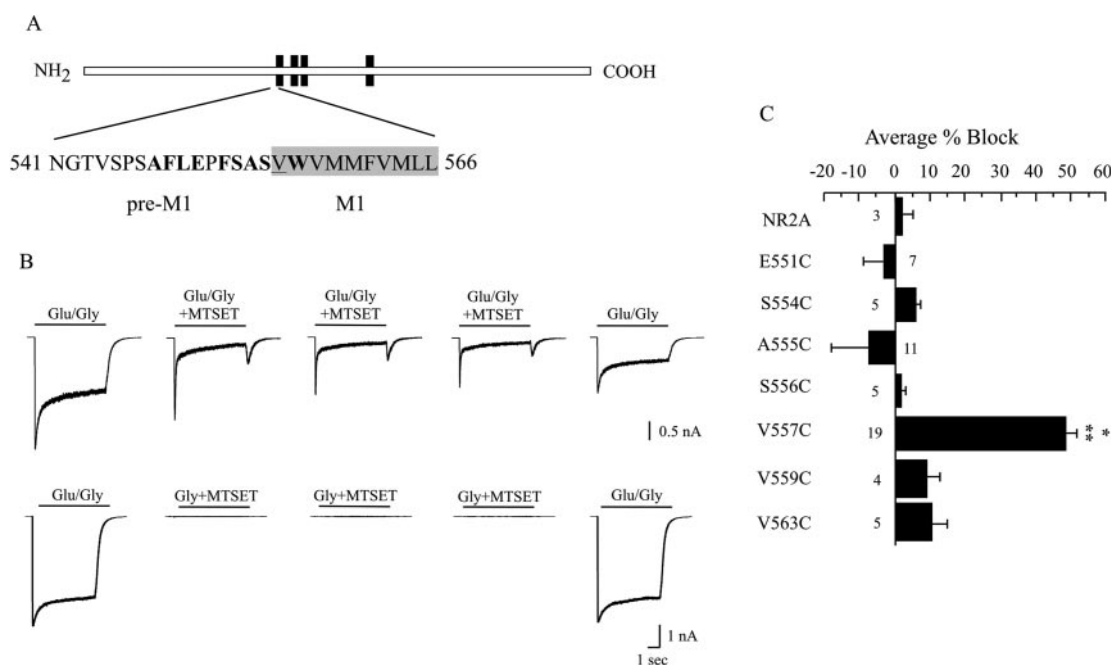 A
NH2
COOH
541 NGTVSPSAFLEPFSASVWVMMFVMLL 566
pre-M1
M1
B
Glu/Gly
Glu/Gly
+MTSET
Glu/Gly
+MTSET
Glu/Gly
+MTSET
Glu/Gly
0.5 nA
Glu/Gly
Gly+MTSET
Gly+MTSET
Gly+MTSET
Glu/Gly
1 nA
1 sec
C
Average % Block
-20 -10 0 10 20 30 40 50 60
NR2A 3
E551C 7
S554C 5
A555C 11
S556C 5
V557C 19 ** *
V559C 4
V563C 5